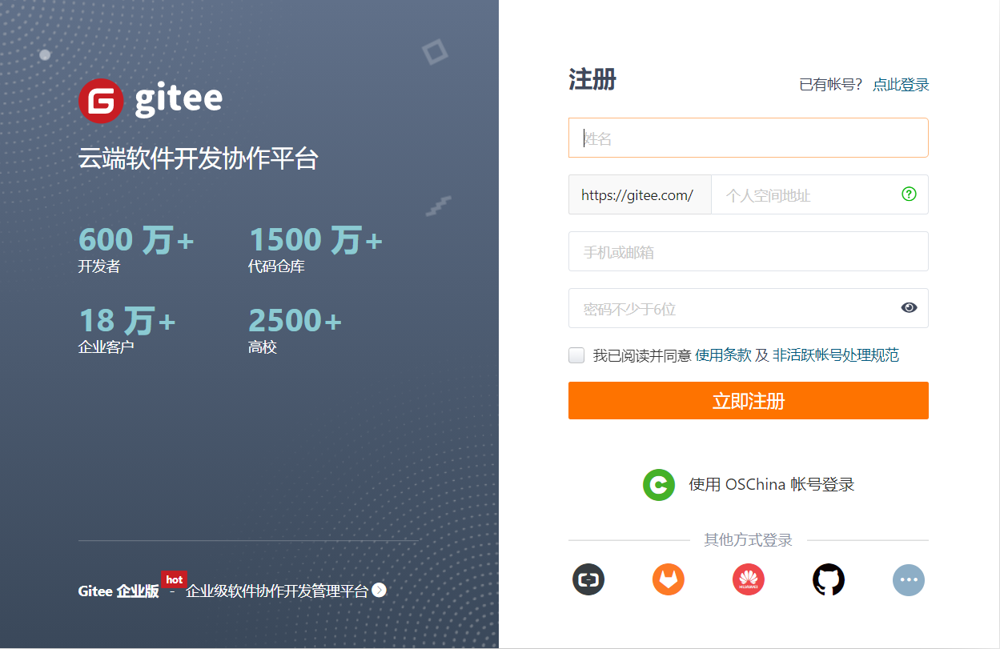 gitee
云端软件开发协作平台
600 万+ 1500 万+
开发者 代码仓库
18 万+ 2500+
企业客户 高校
hot
Gitee 企业版 - 企业级软件协作开发管理平台
注册 已有帐号? 点此登录
姓名
https://gitee.com/ 个人空间地址
手机或邮箱
密码不少于6位
我已阅读并同意 使用条款 及 非活跃帐号处理规范
立即注册
使用 OSChina 帐号登录
其他方式登录
HUAWEI